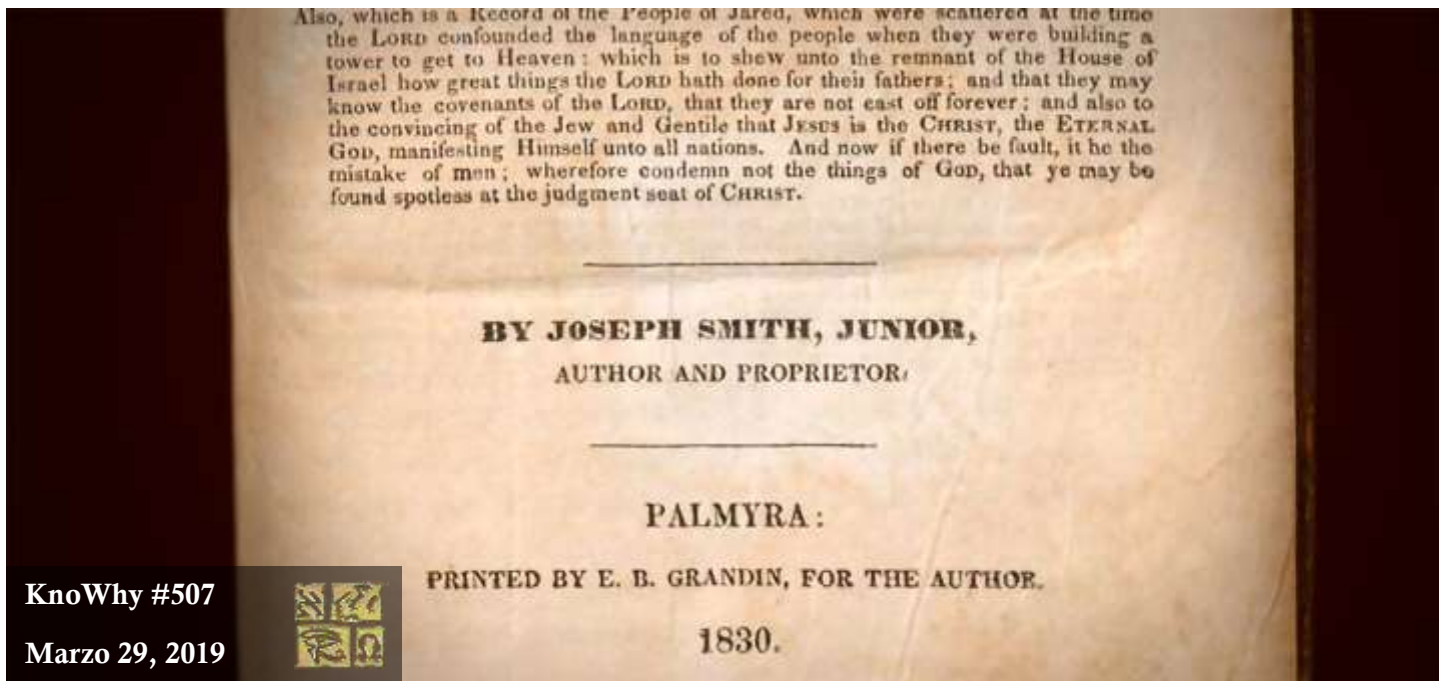 Also, which is a Record of the People of Jared, which were scattered at the time
the LORD confounded the language of the people when they were building a
tower to get to Heaven: which is to shew unto the remnant of the House of
Israel how great things the LORD hath done for their fathers; and that they may
know the covenants of the LORD, that they are not cast off forever; and also to
the convincing of the Jew and Gentile that JESUS is the CHRIST, the ETERNAL
GOD, manifesting Himself unto all nations. And now if there be fault, it be the
mistake of men; wherefore condemn not the things of GOD, that ye may be
found spotless at the judgment seat of CHRIST.
BY JOSEPH SMITH, JUNIOR,
AUTHOR AND PROPRIETOR.
PALMYRA:
PRINTED BY E. B. GRANDIN, FOR THE AUTHOR.
1830.
KnoWhy #507
Marzo 29, 2019